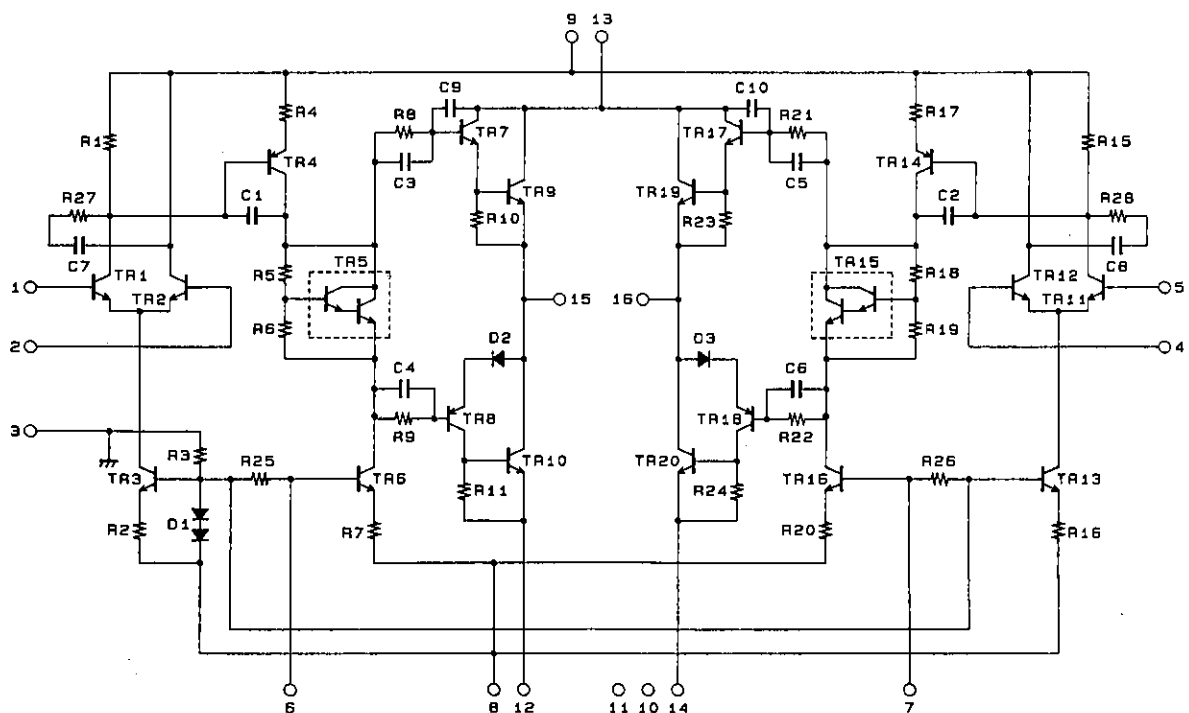 9 13
C9 C10
R4 R8 R21 R17
R1 TR7 TR17 R15
TR4 C3 C5 TR14
R27 C1 TR9 TR19 C2 R28
R10 R23
C7 TR1 R5 TR5 TR15 R18 TR12 C8
1 TR2 15 16 TR11 5
R6 R19
2 D2 D3 4
C4 C6
3 TR8 TR18
R9 R22
R3 TR10 TR20
TR3 R25 TR6 TR16 R26 TR13
R11 R24
R2 D1 R7 R20 R16
6 8 12 11 10 14 7